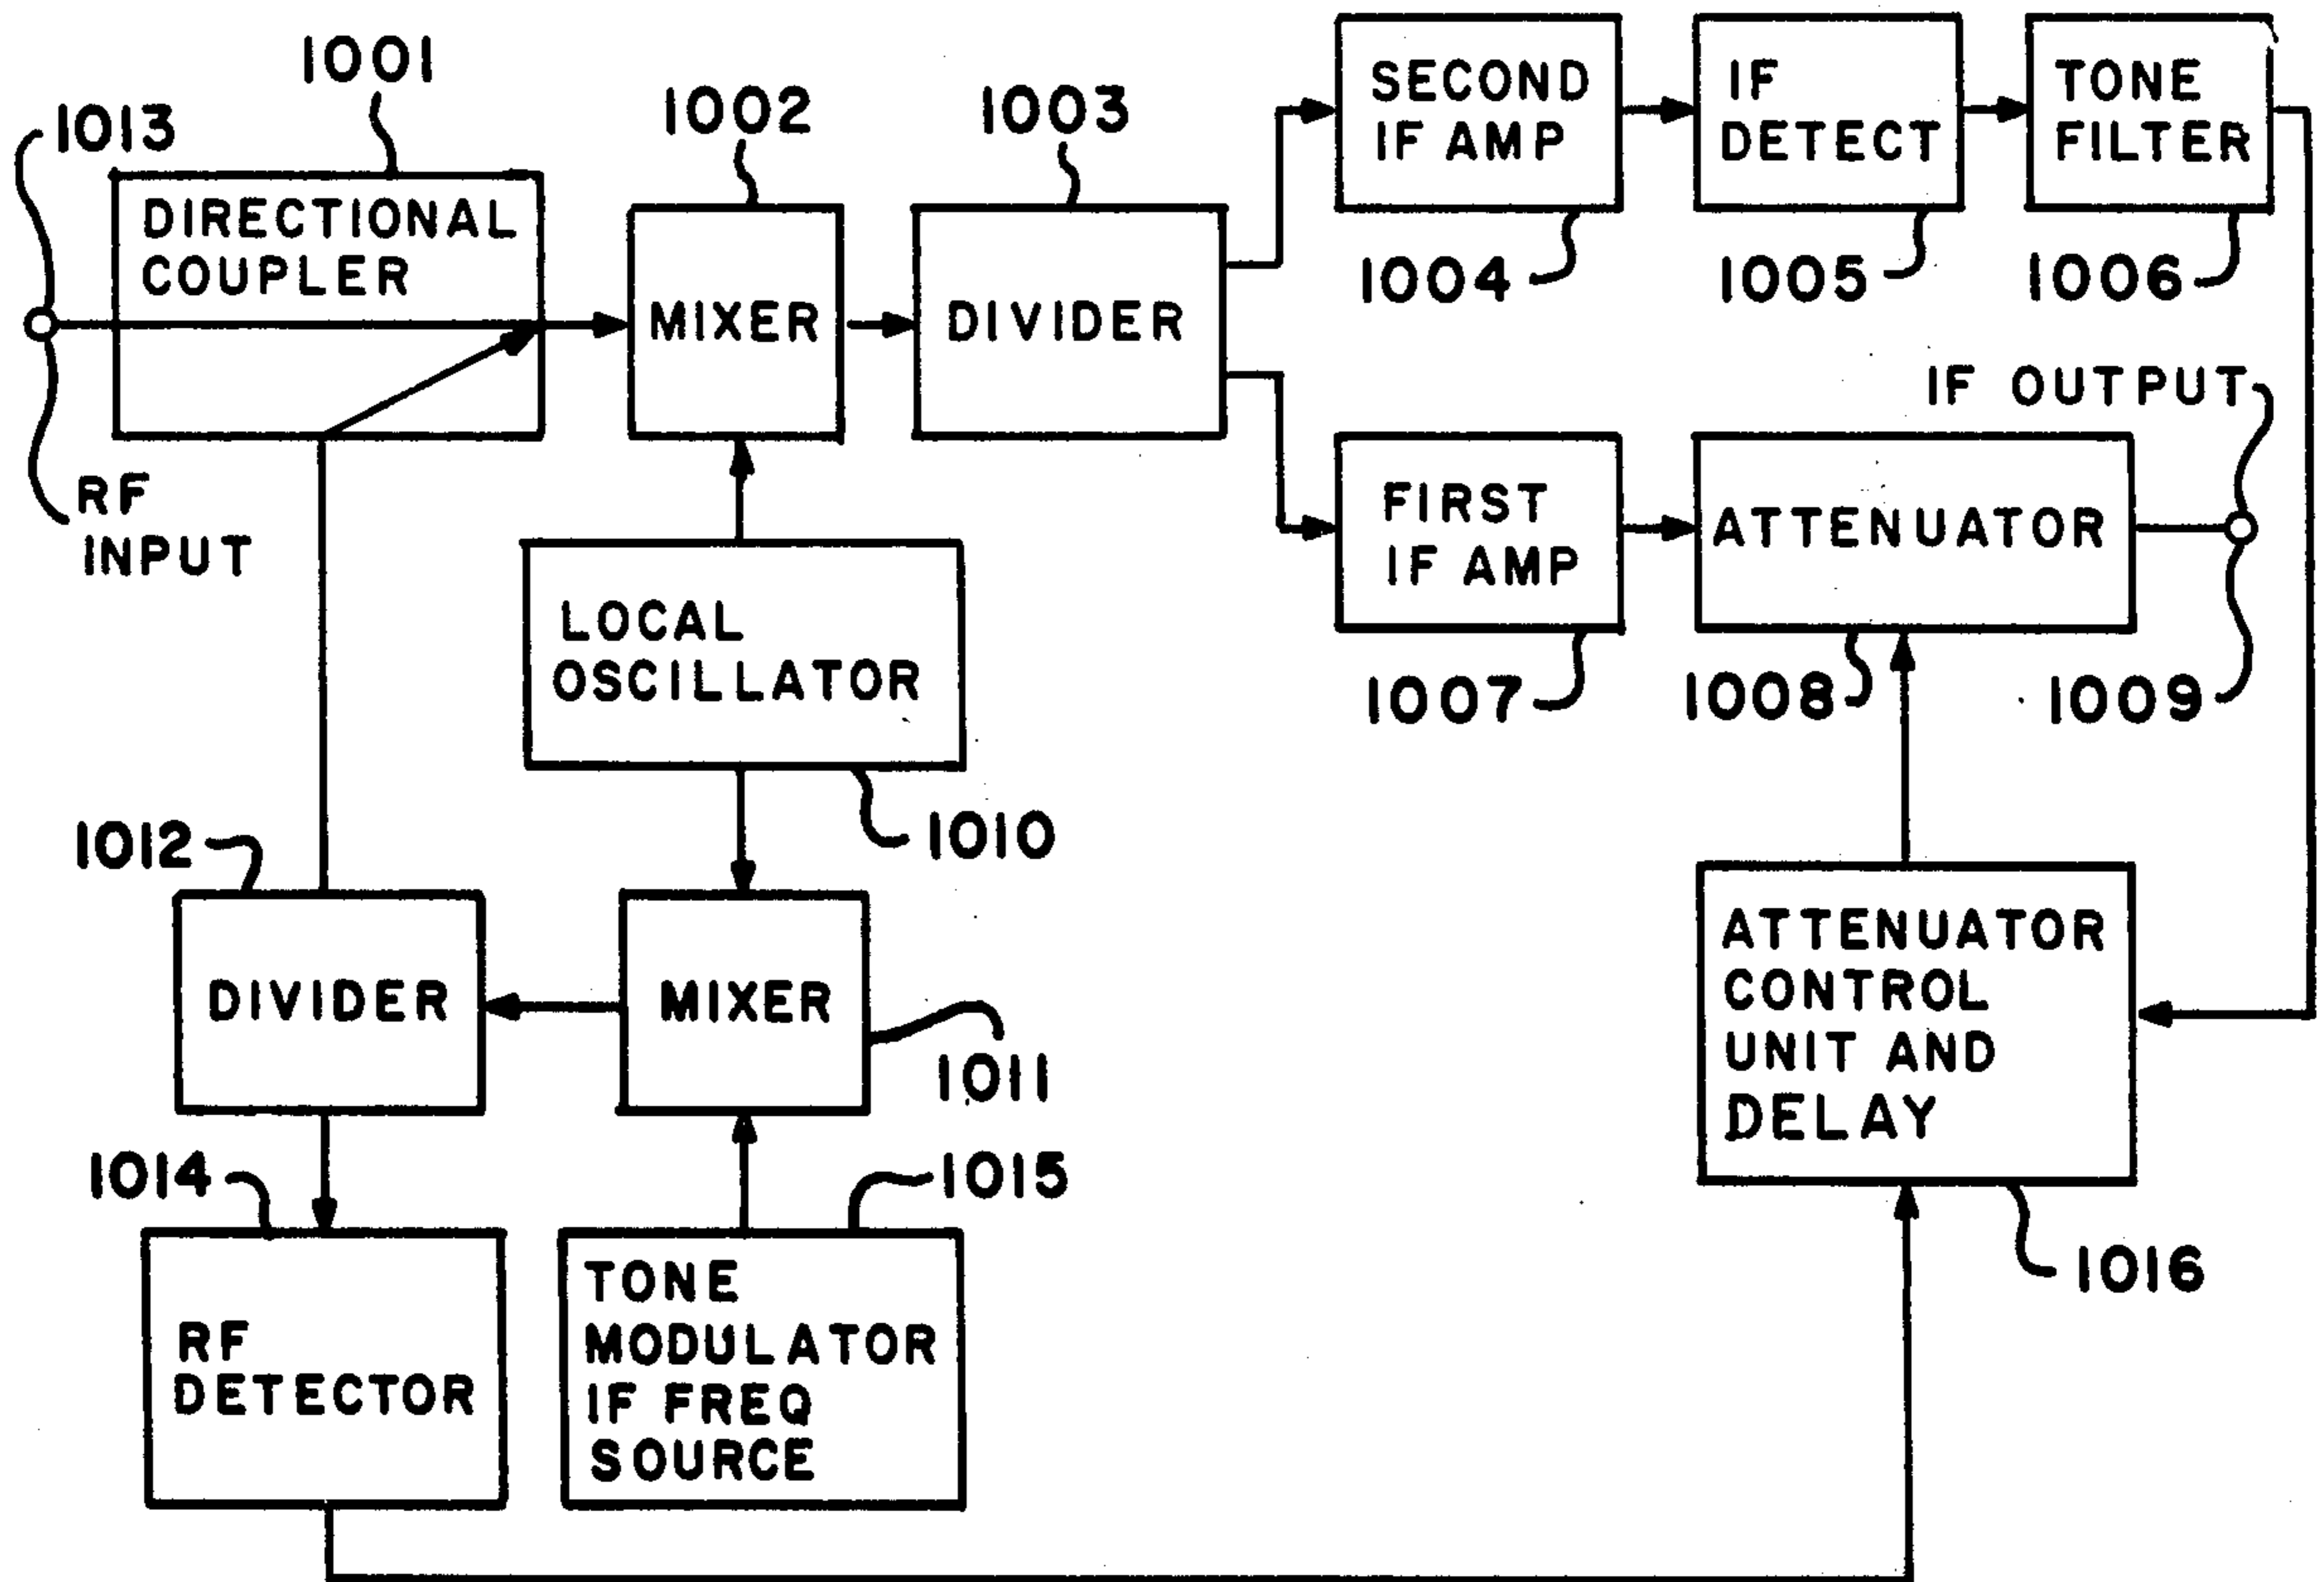 1001
1013
DIRECTIONAL
COUPLER
RF
INPUT
1002
MIXER
1003
DIVIDER
SECOND
IF AMP
1004
IF
DETECT
1005
TONE
FILTER
1006
IF OUTPUT
FIRST
IF AMP
1007
ATTENUATOR
1008
1009
LOCAL
OSCILLATOR
1010
1012
DIVIDER
MIXER
1011
ATTENUATOR
CONTROL
UNIT AND
DELAY
1016
1014
RF
DETECTOR
1015
TONE
MODULATOR
IF FREQ
SOURCE